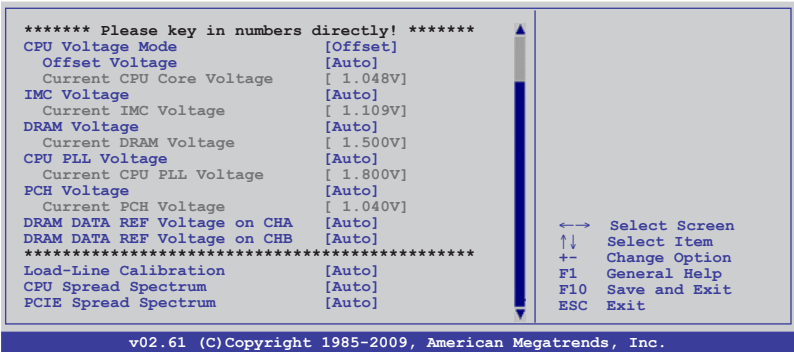 ******* Please key in numbers directly! *******
CPU Voltage Mode [Offset]
Offset Voltage [Auto]
Current CPU Core Voltage [ 1.048V]
IMC Voltage [Auto]
Current IMC Voltage [ 1.109V]
DRAM Voltage [Auto]
Current DRAM Voltage [ 1.500V]
CPU PLL Voltage [Auto]
Current CPU PLL Voltage [ 1.800V]
PCH Voltage [Auto]
Current PCH Voltage [ 1.040V]
DRAM DATA REF Voltage on CHA [Auto]
DRAM DATA REF Voltage on CHB [Auto]
***********************************************
Load-Line Calibration [Auto]
CPU Spread Spectrum [Auto]
PCIE Spread Spectrum [Auto]
←→ Select Screen
↑↓ Select Item
+- Change Option
F1 General Help
F10 Save and Exit
ESC Exit
v02.61 (C)Copyright 1985-2009, American Megatrends, Inc.